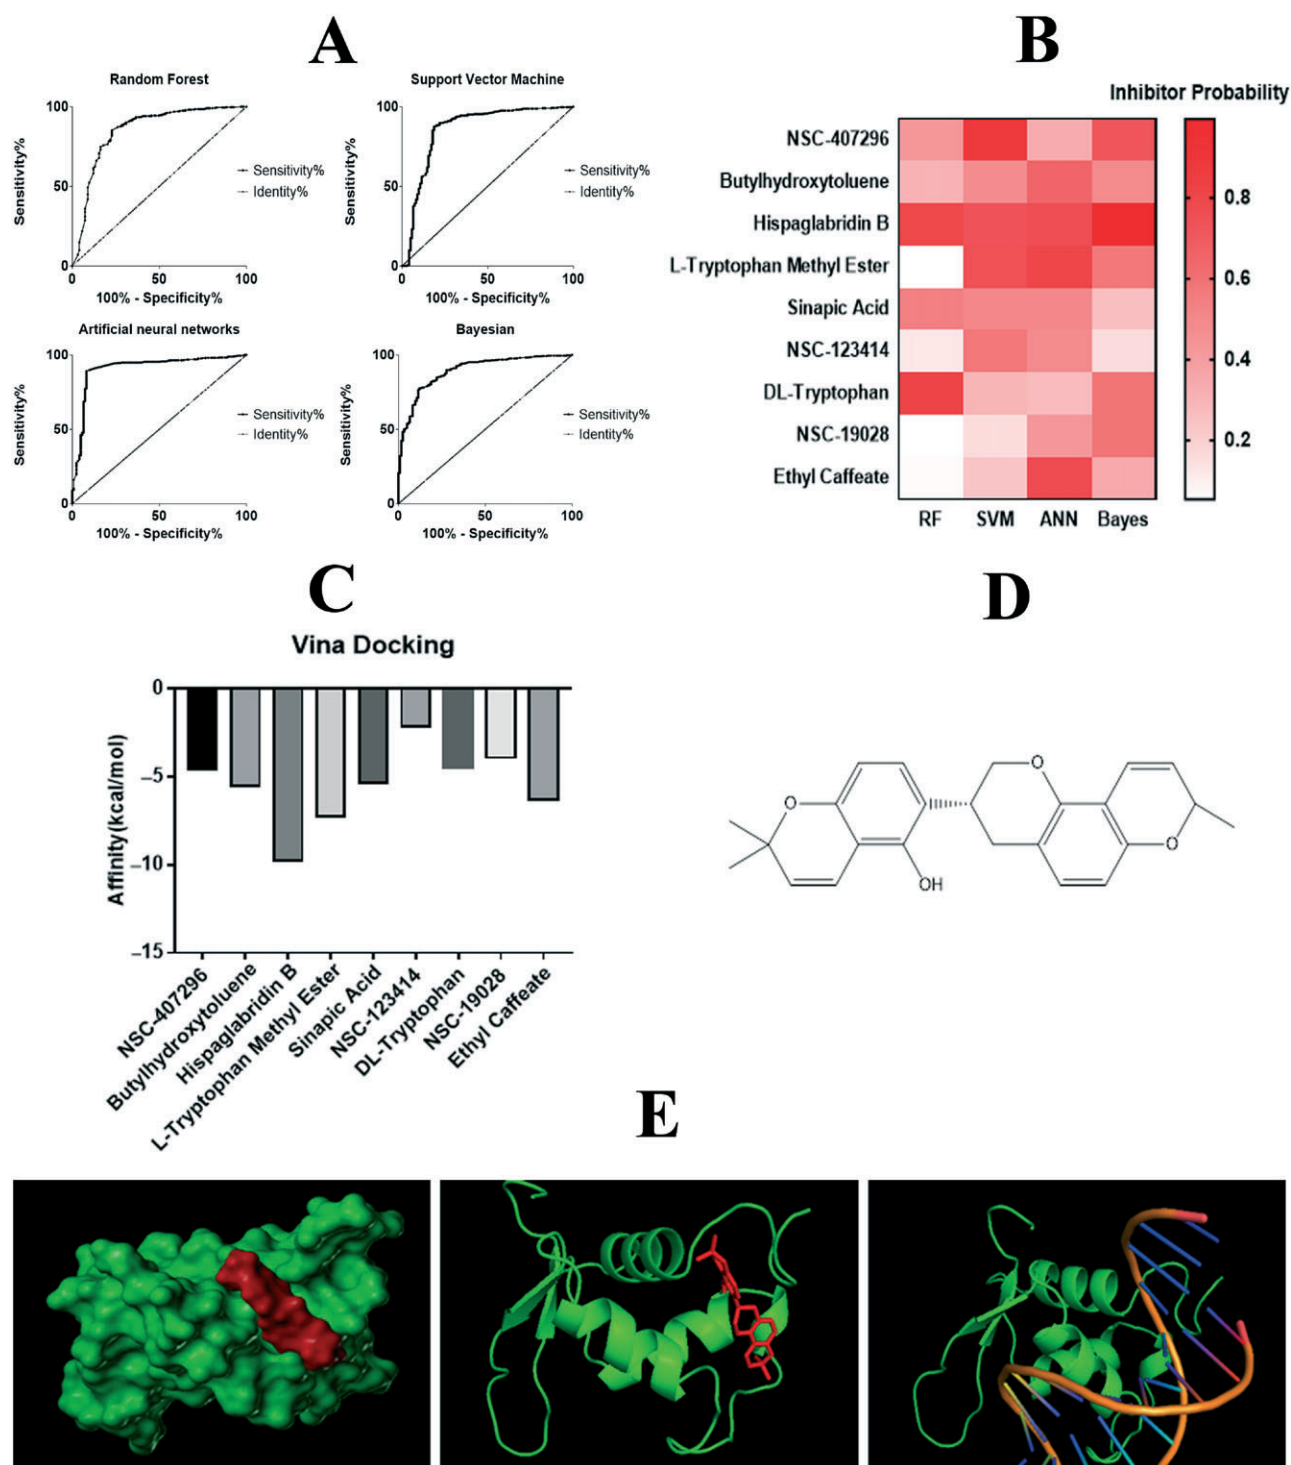 A
Random Forest
Sensitivity%
100
50
0
0
50
100
100% - Specificity%
Sensitivity%
Identity%
Support Vector Machine
Sensitivity%
100
50
0
0
50
100
100% - Specificity%
Sensitivity%
Identity%
Artificial neural networks
Sensitivity%
100
50
0
0
50
100
100% - Specificity%
Sensitivity%
Identity%
Bayesian
Sensitivity%
100
50
0
0
50
100
100% - Specificity%
Sensitivity%
Identity%
B
Inhibitor Probability
NSC-407296
Butylhydroxytoluene
Hispaglabridin B
L-Tryptophan Methyl Ester
Sinapic Acid
NSC-123414
DL-Tryptophan
NSC-19028
Ethyl Caffeate
RF SVM ANN Bayes
0.8
0.6
0.4
0.2
C
Vina Docking
Affinity(kcal/mol)
0
-5
-10
-15
NSC-407296
Butylhydroxytoluene
Hispaglabridin B
L-Tryptophan Methyl Ester
Sinapic Acid
NSC-123414
DL-Tryptophan
NSC-19028
Ethyl Caffeate
D
O
O
OH
O
E